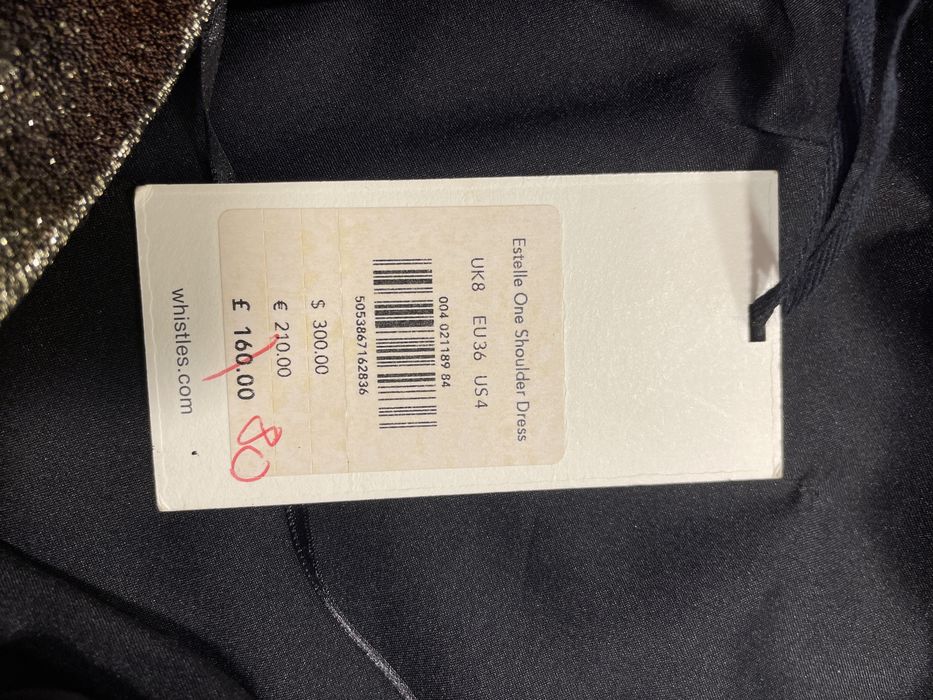 Estelle One Shoulder Dress
UK8 EU36 US4
004 021189 84
5053867162836
$ 300.00
€ 210.00
£ 160.00 80
whistles.com